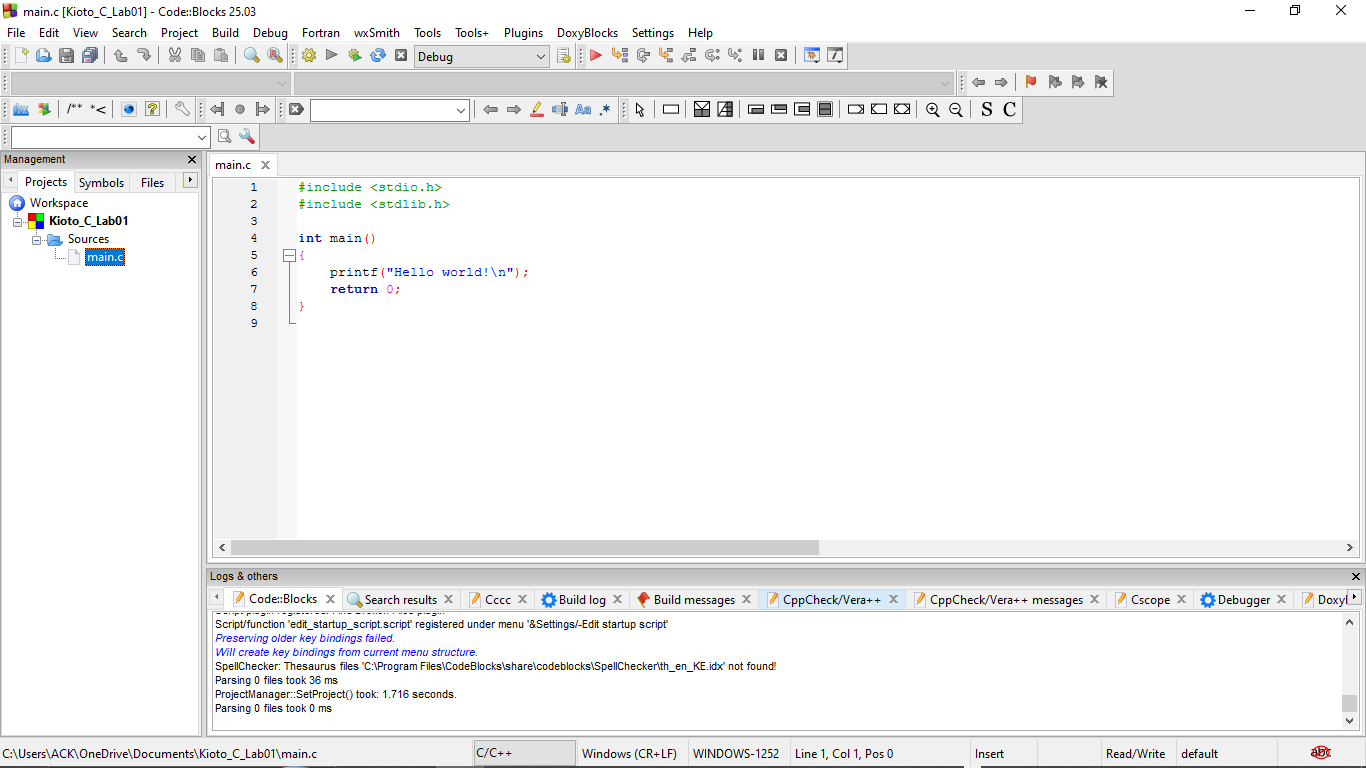 main.c [Kioto_C_Lab01] - Code::Blocks 25.03
File Edit View Search Project Build Debug Fortran wxSmith Tools Tools+ Plugins DoxyBlocks Settings Help
Debug
/** *<
Aa .*
S C
Management
Projects Symbols Files
Workspace
Kioto_C_Lab01
Sources
main.c
main.c
1 #include <stdio.h>
2 #include <stdlib.h>
3
4 int main()
5 {
6 printf("Hello world!\n");
7 return 0;
8 }
9
Logs & others
Code::Blocks Search results Cccc Build log Build messages CppCheck/Vera++ CppCheck/Vera++ messages Cscope Debugger Doxyl
Script/function 'edit_startup_script.script' registered under menu '&Settings/-Edit startup script'
Preserving older key bindings failed.
Will create key bindings from current menu structure.
SpellChecker: Thesaurus files 'C:\Program Files\CodeBlocks\share\codeblocks\SpellChecker\th_en_KE.idx' not found!
Parsing 0 files took 36 ms
ProjectManager::SetProject() took: 1.716 seconds.
Parsing 0 files took 0 ms
C:\Users\ACK\OneDrive\Documents\Kioto_C_Lab01\main.c C/C++ Windows (CR+LF) WINDOWS-1252 Line 1, Col 1, Pos 0 Insert Read/Write default abc